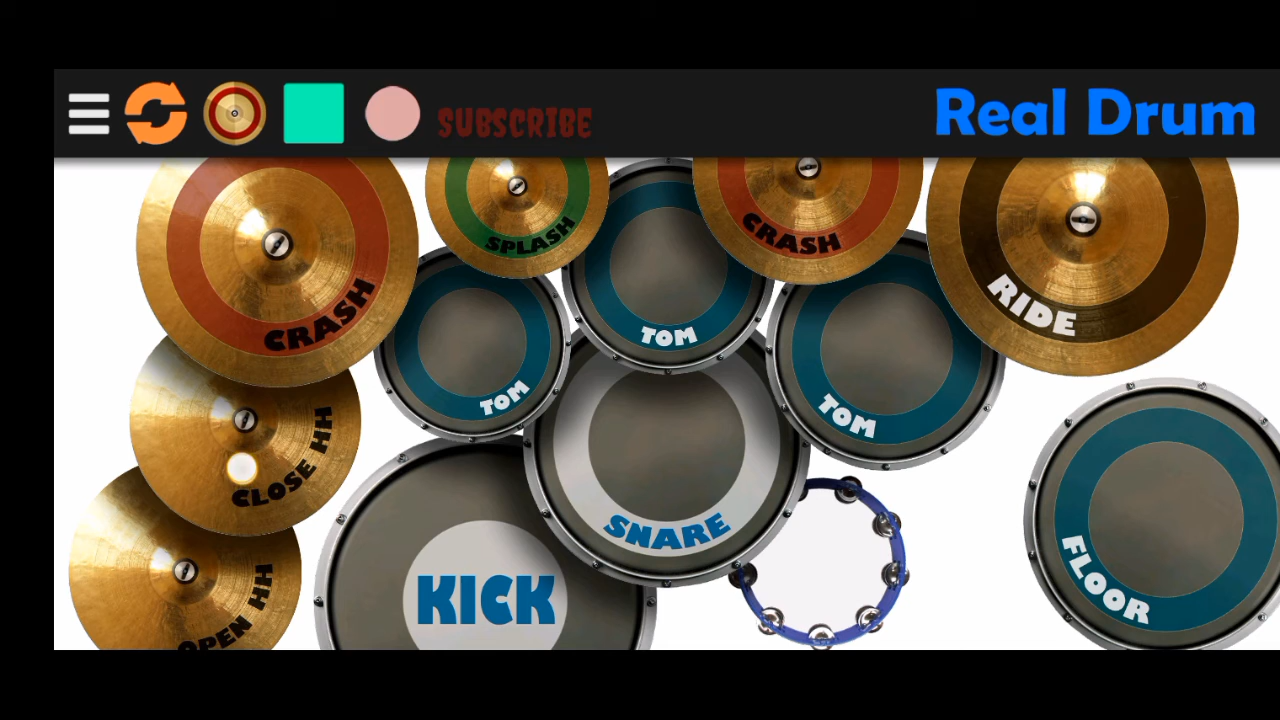 SUBSCRIBE
Real Drum
CRASH
SPLASH
CRASH
RIDE
TOM
TOM
TOM
CLOSE HH
SNARE
OPEN HH
KICK
FLOOR